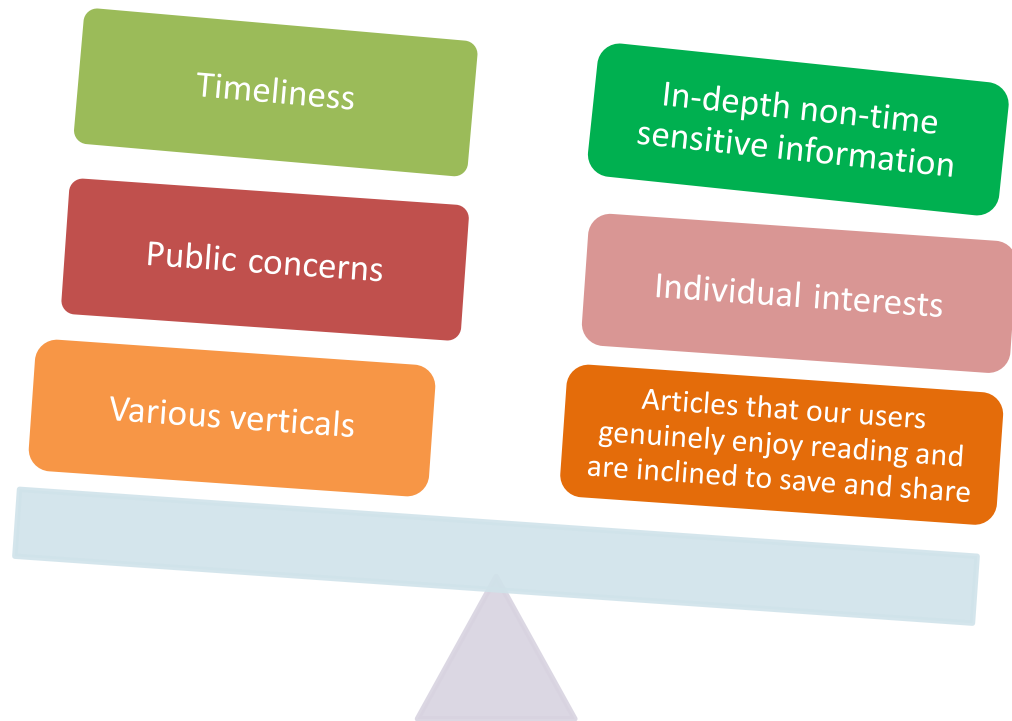 Timeliness
In-depth non-time
sensitive information
Public concerns
Individual interests
Various verticals
Articles that our users
genuinely enjoy reading and
are inclined to save and share